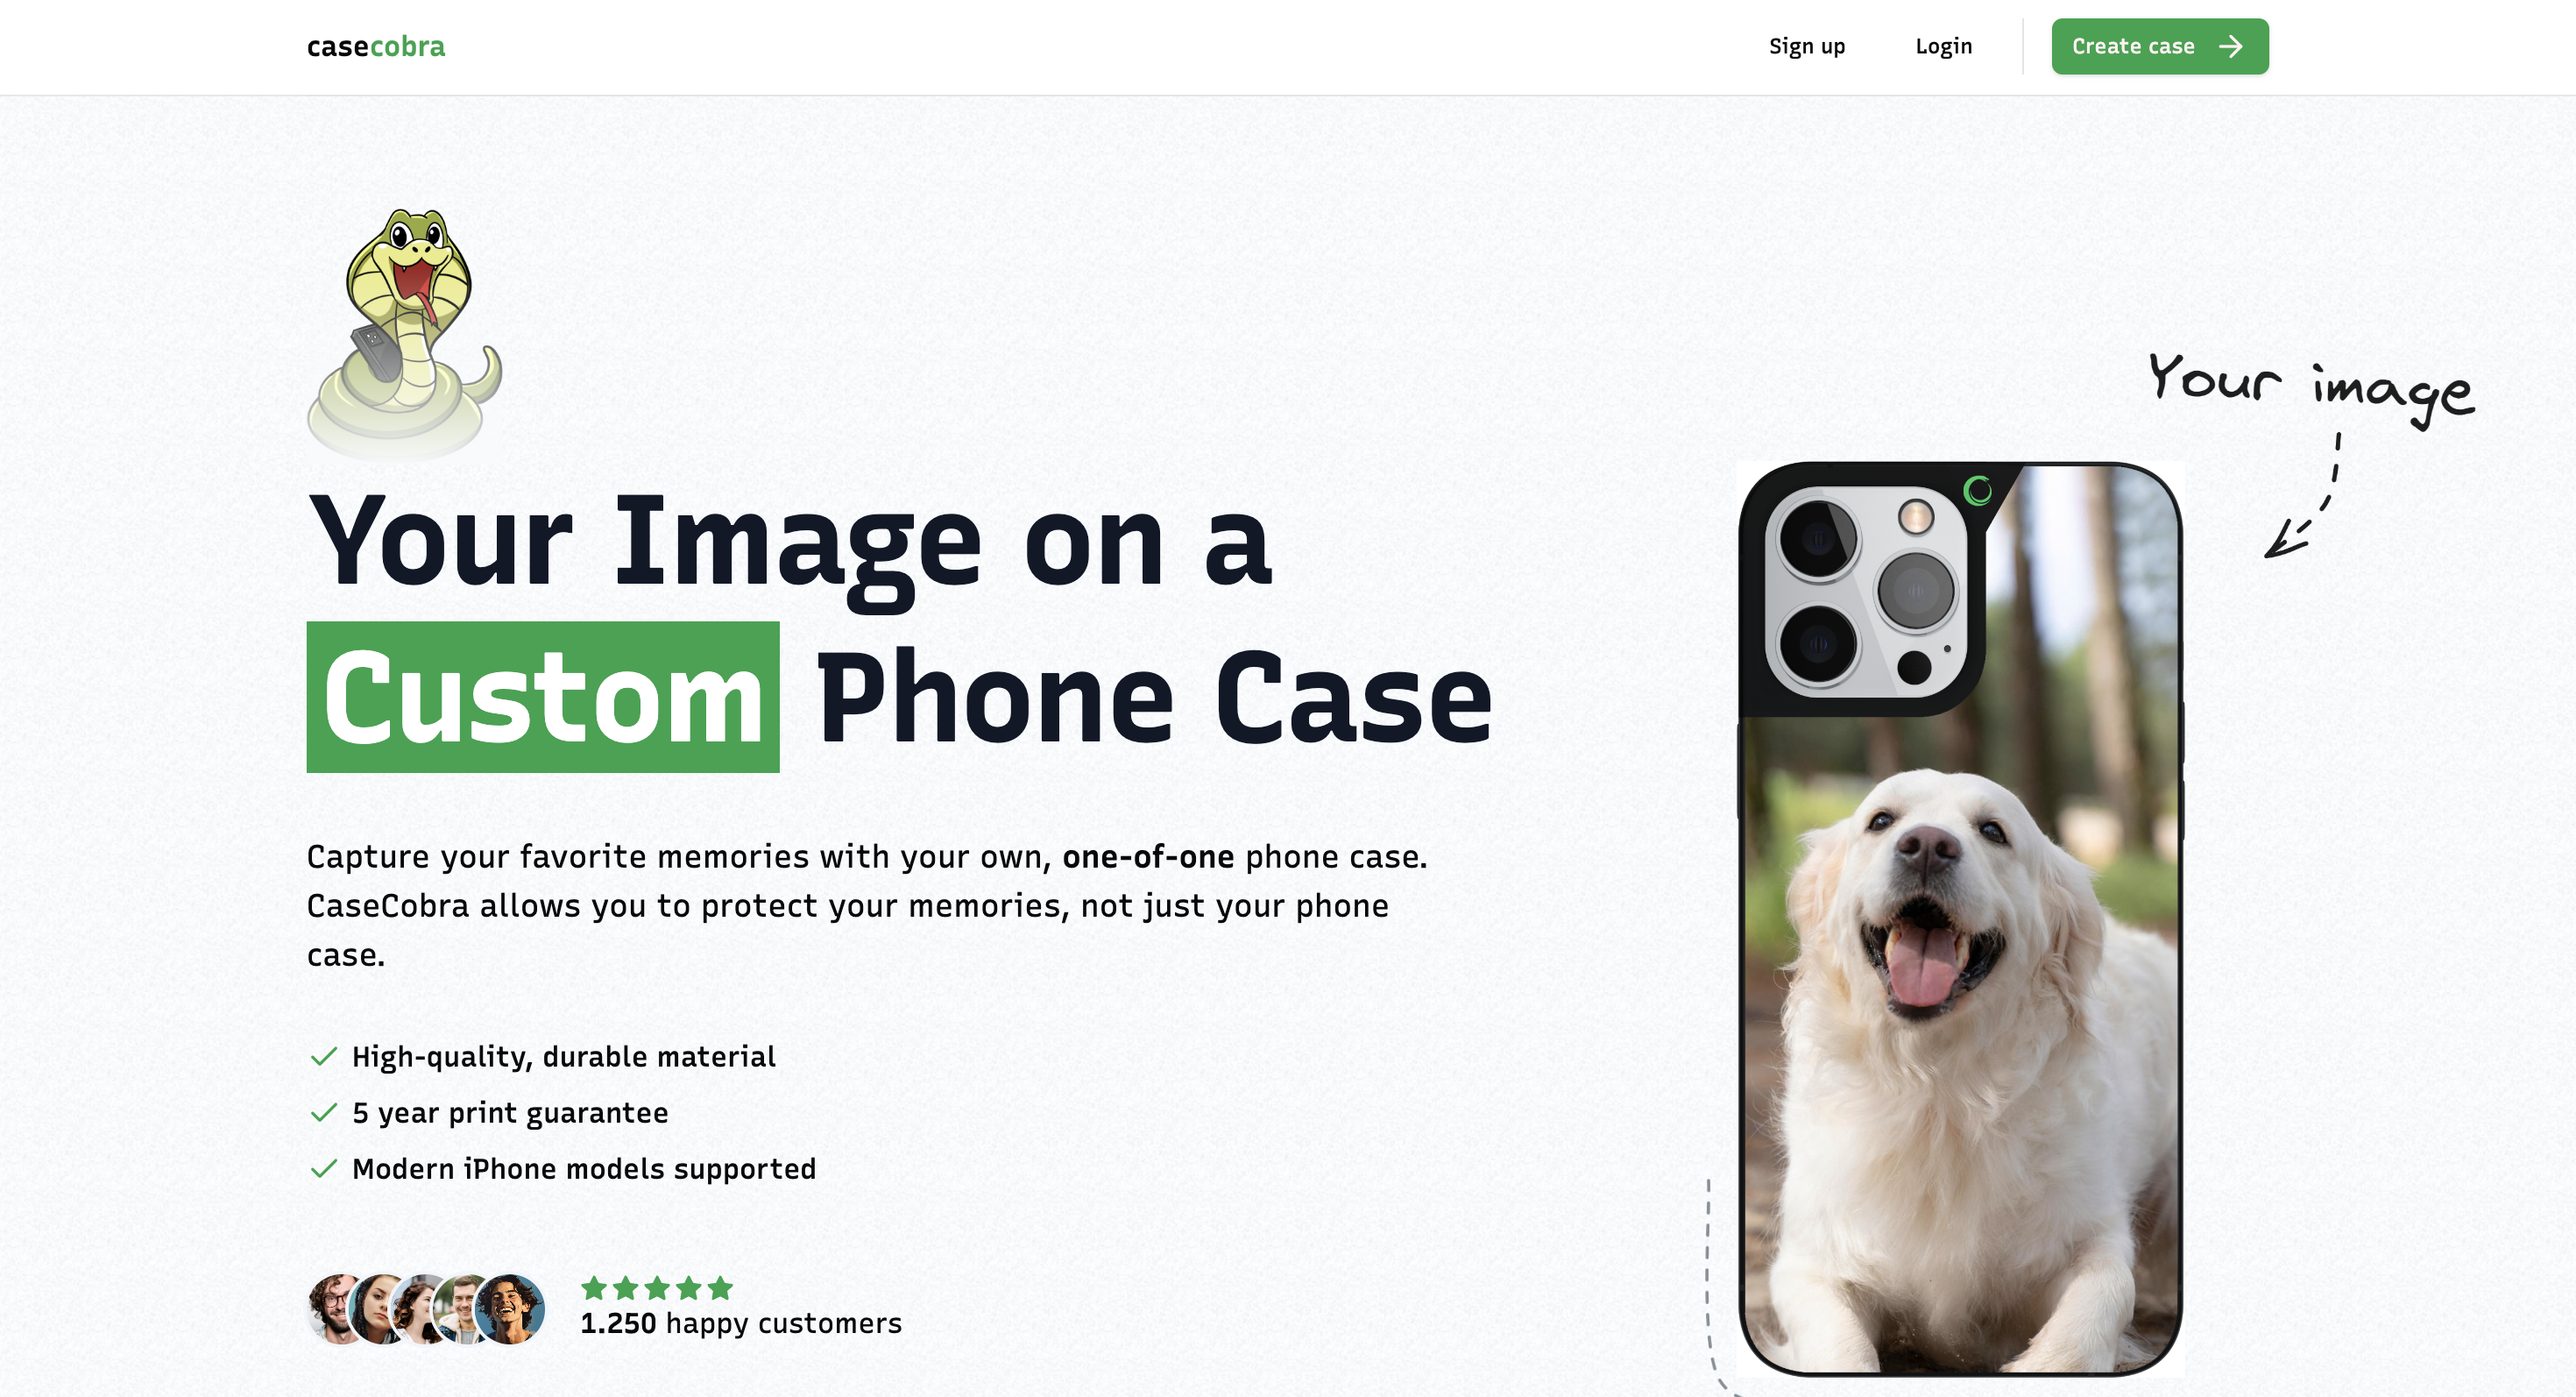 casecobra
Sign up
Login
Create case
Your image
Your Image on a
Custom Phone Case
Capture your favorite memories with your own, one-of-one phone case.
CaseCobra allows you to protect your memories, not just your phone
case.
High-quality, durable material
5 year print guarantee
Modern iPhone models supported
1.250 happy customers